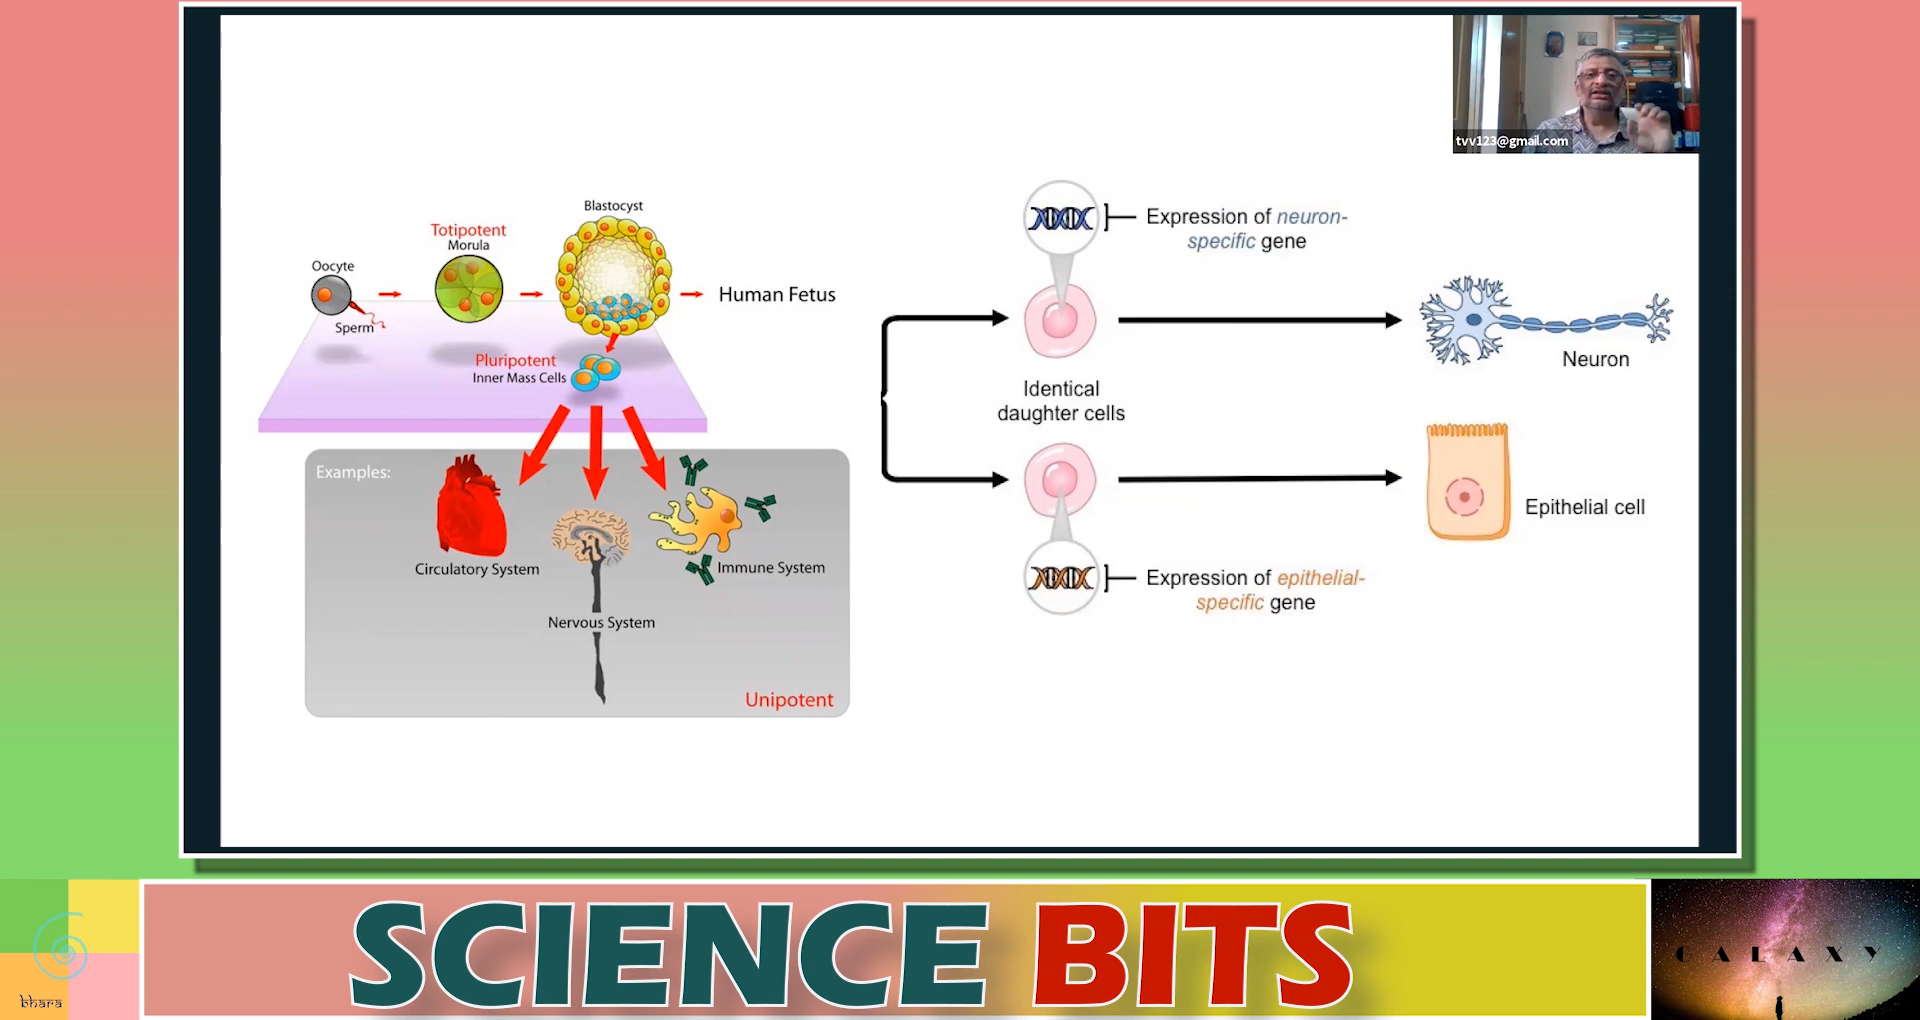 tvv123@gmail.com
Blastocyst
Totipotent
Morula
Oocyte
Sperm
Human Fetus
Pluripotent
Inner Mass Cells
Examples:
Circulatory System
Immune System
Nervous System
Unipotent
Expression of neuron-
specific gene
Neuron
Identical
daughter cells
Epithelial cell
Expression of epithelial-
specific gene
SCIENCE BITS
bhara
GALAXY